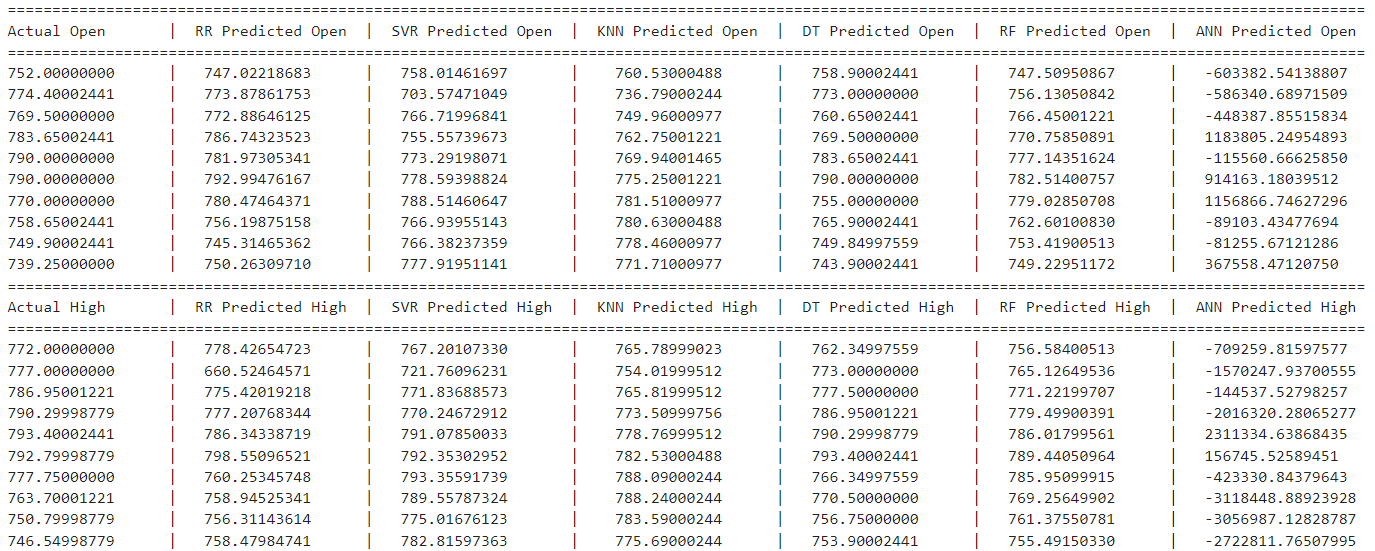 Actual Open | RR Predicted Open | SVR Predicted Open | KNN Predicted Open | DT Predicted Open | RF Predicted Open | ANN Predicted Open
752.00000000 | 747.02218683 | 758.01461697 | 760.53000488 | 758.90002441 | 747.50950867 | -603382.54138807
774.40002441 | 773.87861753 | 703.57471049 | 736.79000244 | 773.00000000 | 756.13050842 | -586340.68971509
769.50000000 | 772.88646125 | 766.71996841 | 749.96000977 | 760.65002441 | 766.45001221 | -448387.85515834
783.65002441 | 786.74323523 | 755.55739673 | 762.75001221 | 769.50000000 | 770.75850891 | 1183805.24954893
790.00000000 | 781.97305341 | 773.29198071 | 769.94001465 | 783.65002441 | 777.14351624 | -115560.66625850
790.00000000 | 792.99476167 | 778.59398824 | 775.25001221 | 790.00000000 | 782.51400757 | 914163.18039512
770.00000000 | 780.47464371 | 788.51460647 | 781.51000977 | 755.00000000 | 779.02850708 | 1156866.74627296
758.65002441 | 756.19875158 | 766.93955143 | 780.63000488 | 765.90002441 | 762.60100830 | -89103.43477694
749.90002441 | 745.31465362 | 766.38237359 | 778.46000977 | 749.84997559 | 753.41900513 | -81255.67121286
739.25000000 | 750.26309710 | 777.91951141 | 771.71000977 | 743.90002441 | 749.22951172 | 367558.47120750
Actual High | RR Predicted High | SVR Predicted High | KNN Predicted High | DT Predicted High | RF Predicted High | ANN Predicted High
772.00000000 | 778.42654723 | 767.20107330 | 765.78999023 | 762.34997559 | 756.58400513 | -709259.81597577
777.00000000 | 660.52464571 | 721.76096231 | 754.01999512 | 773.00000000 | 765.12649536 | -1570247.93700555
786.95001221 | 775.42019218 | 771.83688573 | 765.81999512 | 777.50000000 | 771.22199707 | -144537.52798257
790.29998779 | 777.20768344 | 770.24672912 | 773.50999756 | 786.95001221 | 779.49900391 | -2016320.28065277
793.40002441 | 786.34338719 | 791.07850033 | 778.76999512 | 790.29998779 | 786.01799561 | 2311334.63868435
792.79998779 | 798.55096521 | 792.35302952 | 782.53000488 | 793.40002441 | 789.44050964 | 156745.52589451
777.75000000 | 760.25345748 | 793.35591739 | 788.09000244 | 766.34997559 | 785.95099915 | -423330.84379643
763.70001221 | 758.94525341 | 789.55787324 | 788.24000244 | 770.50000000 | 769.25649902 | -3118448.88923928
750.79998779 | 756.31143614 | 775.01676123 | 783.59000244 | 756.75000000 | 761.37550781 | -3056987.12828787
746.54998779 | 758.47984741 | 782.81597363 | 775.69000244 | 753.90002441 | 755.49150330 | -2722811.76507995